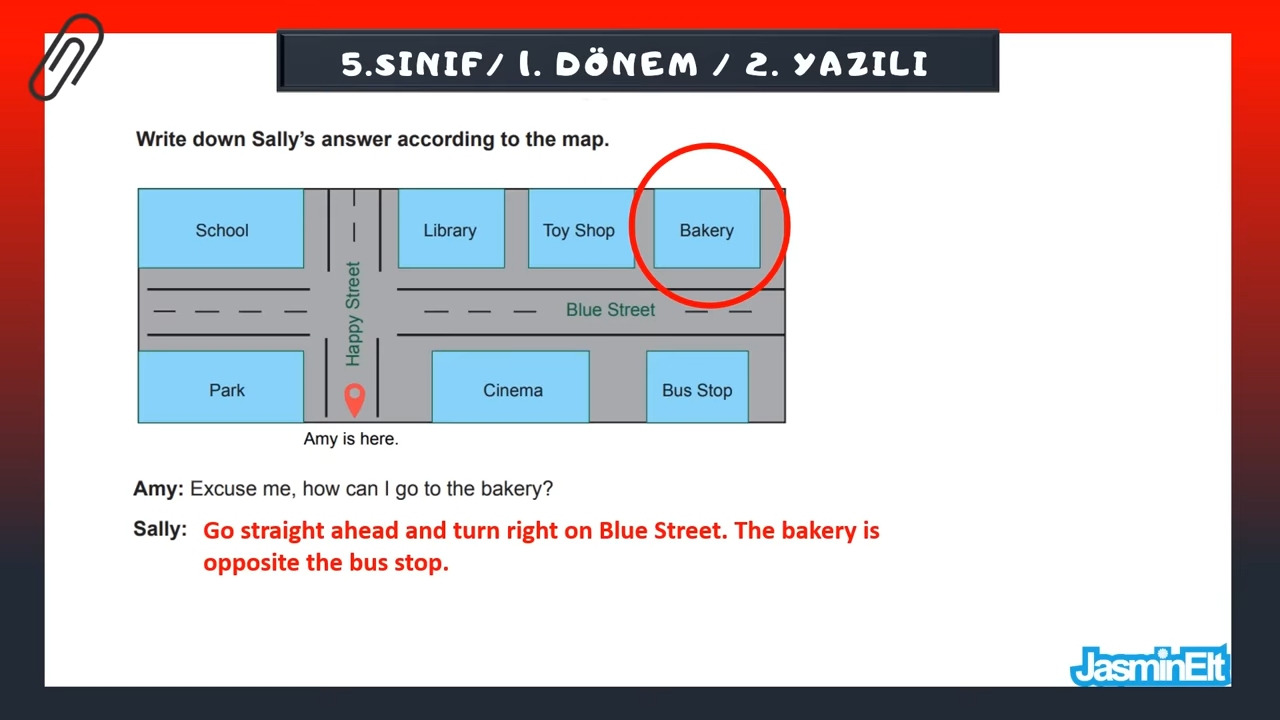 5.SINIF/ 1. DÖNEM / 2. YAZILI
Write down Sally's answer according to the map.
School
Library
Toy Shop
Bakery
Happy Street
Blue Street
Park
Cinema
Bus Stop
Amy is here.
Amy: Excuse me, how can I go to the bakery?
Sally: Go straight ahead and turn right on Blue Street. The bakery is
opposite the bus stop.
JasminElt